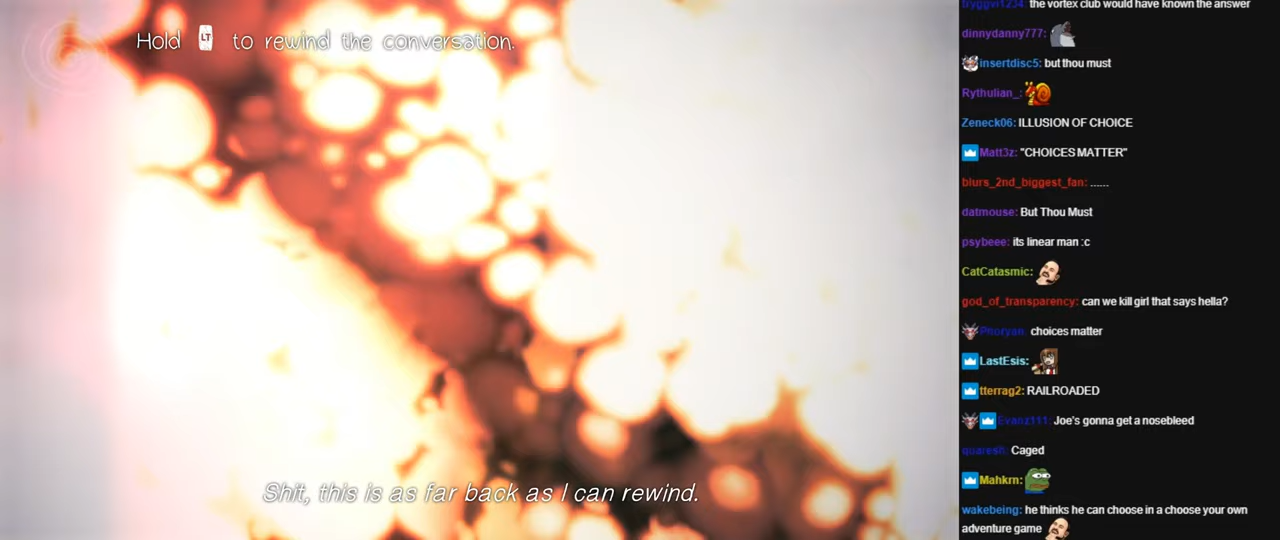 Hold LT to rewind the conversation.
Shit, this is as far back as I can rewind.
fryggvi1234: the vortex club would have known the answer
dinnydanny777:
insertdisc5: but thou must
Rythulian_:
Zeneck06: ILLUSION OF CHOICE
Matt3z: "CHOICES MATTER"
blurs_2nd_biggest_fan: ......
datmouse: But Thou Must
psybeee: its linear man :c
CatCatasmic:
god_of_transparency: can we kill girl that says hella?
Pnoryan: choices matter
LastEsis:
tterrag2: RAILROADED
Evanz111: Joe's gonna get a nosebleed
quaresh: Caged
Mahkrn:
wakebeing: he thinks he can choose in a choose your own
adventure game